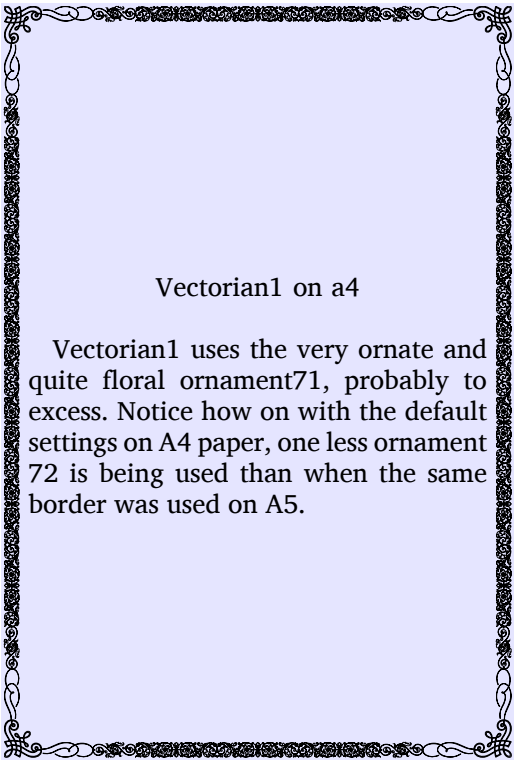 Vectorian1 on a4
Vectorian1 uses the very ornate and
quite floral ornament71, probably to
excess. Notice how on with the default
settings on A4 paper, one less ornament
72 is being used than when the same
border was used on A5.